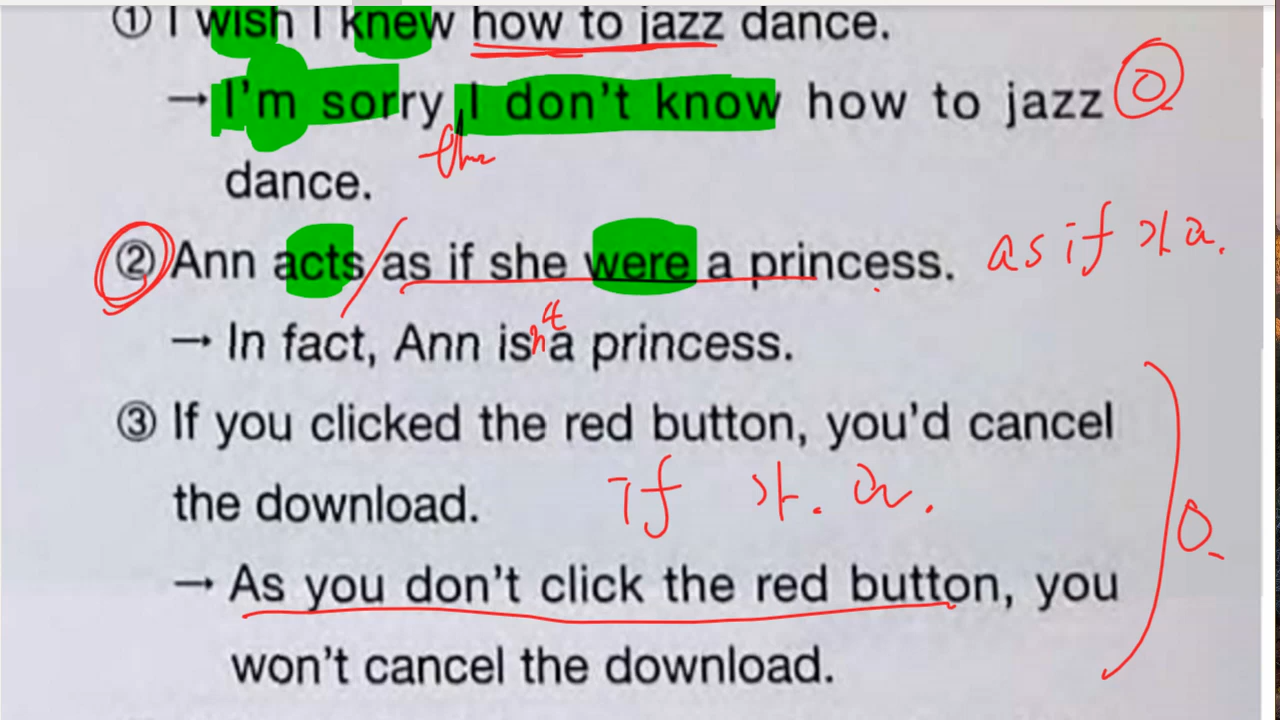 ① I wish I knew how to jazz dance.
→ I'm sorry I don't know how to jazz O
dance.
② Ann acts as if she were a princess. as if
→ In fact, Ann isn't a princess.
③ If you clicked the red button, you'd cancel
the download. if
→ As you don't click the red button, you O
won't cancel the download.